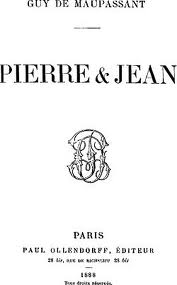 GUY DE MAUPASSANT
PIERRE & JEAN
PARIS
PAUL OLLENDORFF, ÉDITEUR
28 bis, RUE DE RICHELIEU 28 bis
1888
Tous droits réservés.